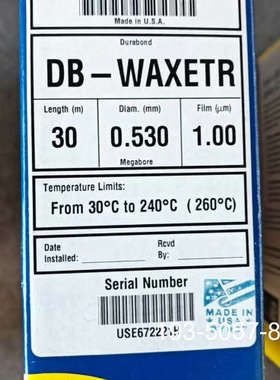 Made in U.S.A.
Durabond
DB-WAXETR
Length (m) Diam. (mm) Film (μm)
30 0.530 1.00
Megabore
Temperature Limits:
From 30°C to 240°C ( 260°C)
Date Rcvd
Installed: By:
Serial Number
MADE IN
USA